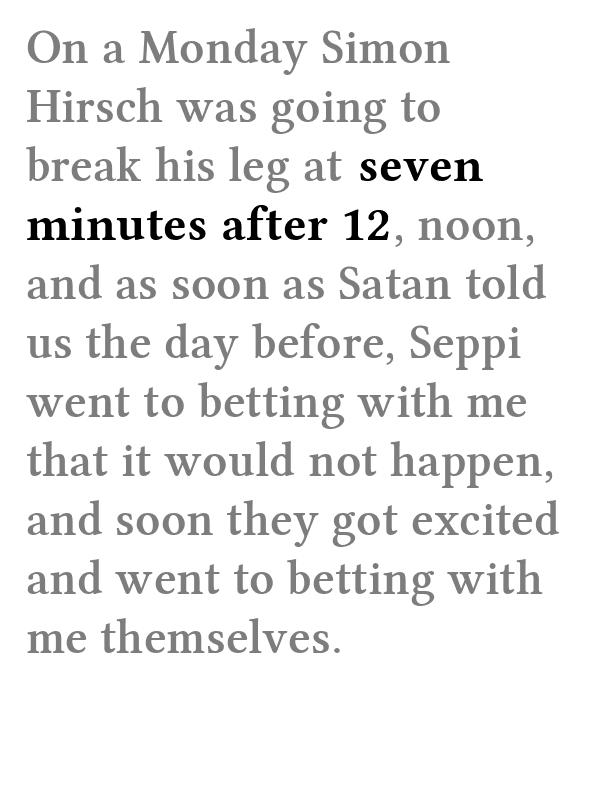 On a Monday Simon
Hirsch was going to
break his leg at seven
minutes after 12, noon,
and as soon as Satan told
us the day before, Seppi
went to betting with me
that it would not happen,
and soon they got excited
and went to betting with
me themselves.